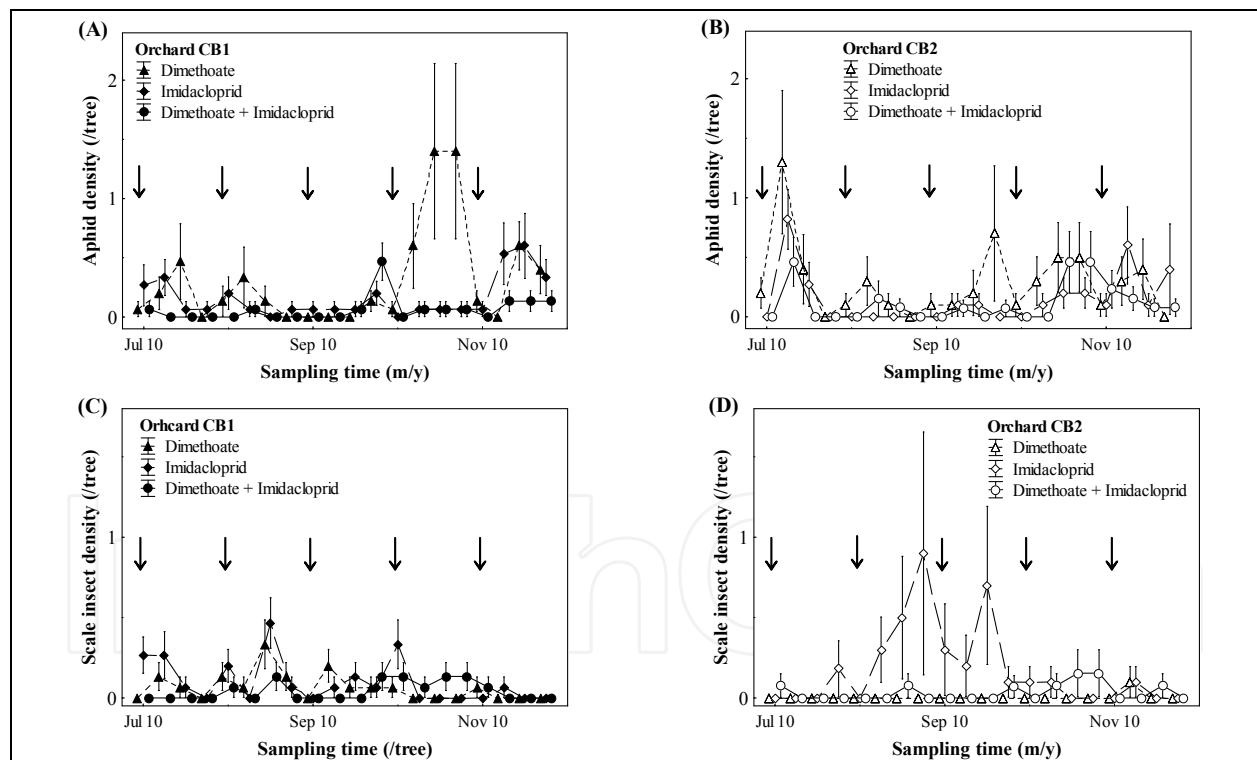 (A)
Orchard CB1
Dimethoate
Imidacloprid
Dimethoate + Imidacloprid
Aphid density (/tree)
2
1
0
Jul 10
Sep 10
Nov 10
Sampling time (m/y)
(B)
Orchard CB2
Dimethoate
Imidacloprid
Dimethoate + Imidacloprid
Aphid density (/tree)
2
1
0
Jul 10
Sep 10
Nov 10
Sampling time (m/y)
(C)
Orhcard CB1
Dimethoate
Imidacloprid
Dimethoate + Imidacloprid
Scale insect density (/tree)
1
0
Jul 10
Sep 10
Nov 10
Sampling time (/tree)
(D)
Orchard CB2
Dimethoate
Imidacloprid
Dimethoate + Imidacloprid
Scale insect density (/tree)
1
0
Jul 10
Sep 10
Nov 10
Sampling time (m/y)